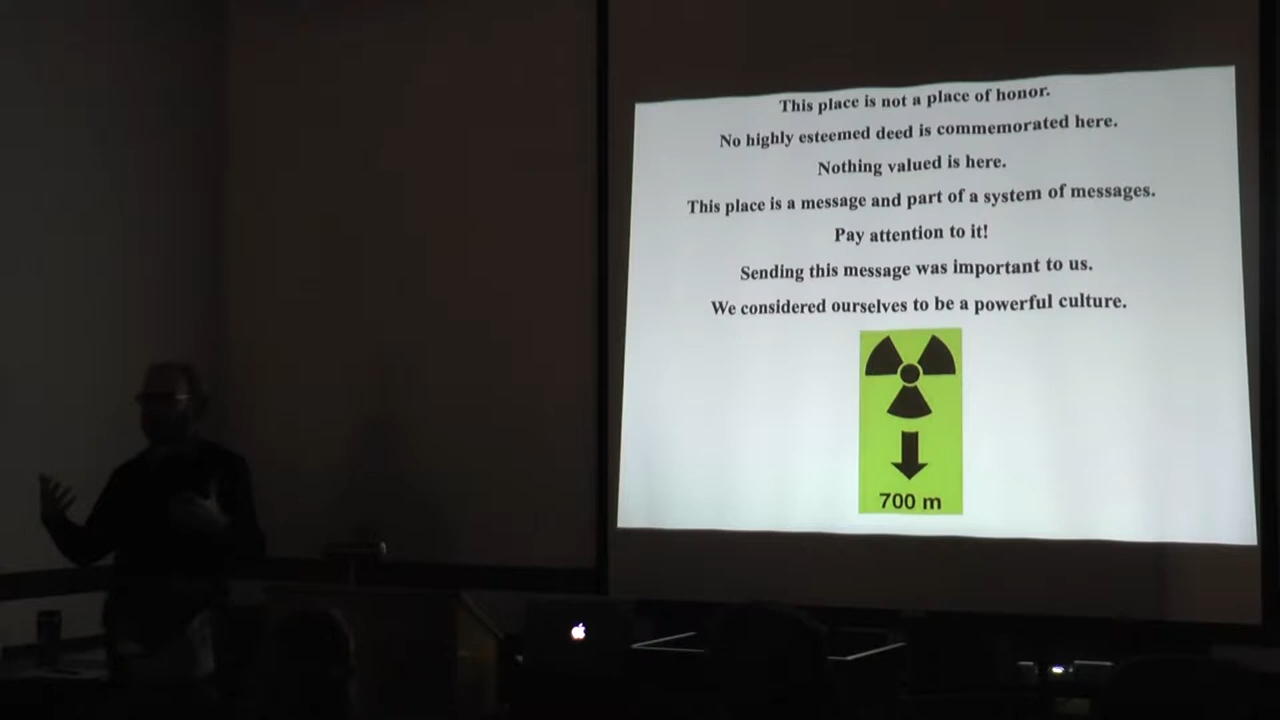 This place is not a place of honor.
No highly esteemed deed is commemorated here.
Nothing valued is here.
This place is a message and part of a system of messages.
Pay attention to it!
Sending this message was important to us.
We considered ourselves to be a powerful culture.
700 m